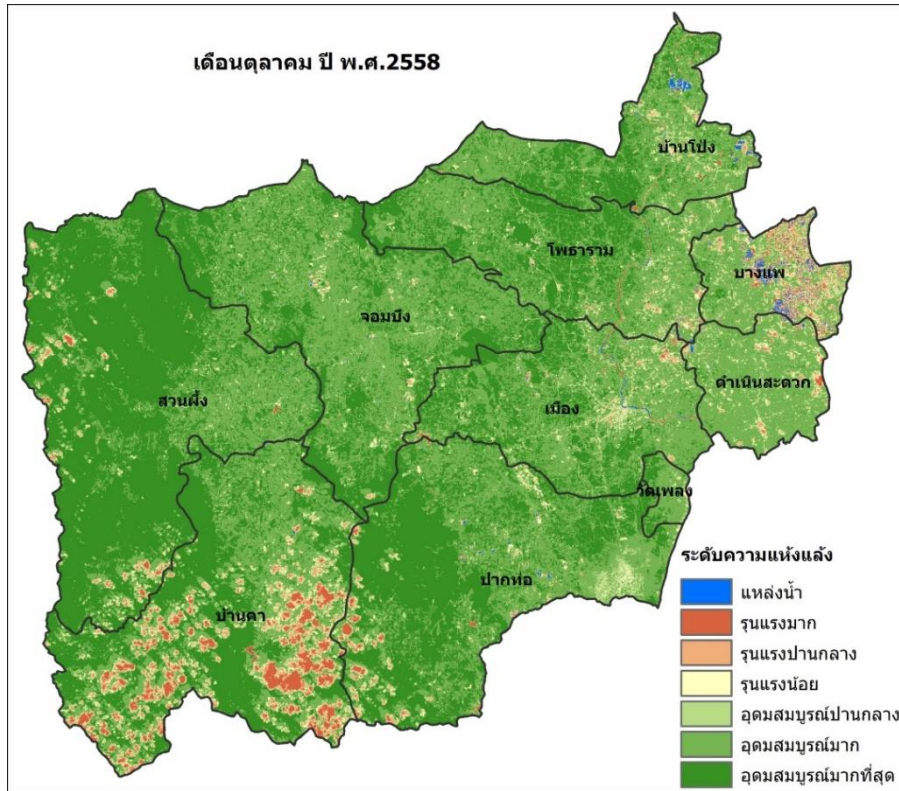 เดือนตุลาคม ปี พ.ศ.2558
บ้านโป่ง
โพธาราม
บางแพ
จอมบึง
ดำเนินสะดวก
สวนผึ้ง
เมือง
วัดเพลง
ปากท่อ
บ้านคา
ระดับความแห้งแล้ง
แหล่งน้ำ
รุนแรงมาก
รุนแรงปานกลาง
รุนแรงน้อย
อุดมสมบูรณ์ปานกลาง
อุดมสมบูรณ์มาก
อุดมสมบูรณ์มากที่สุด